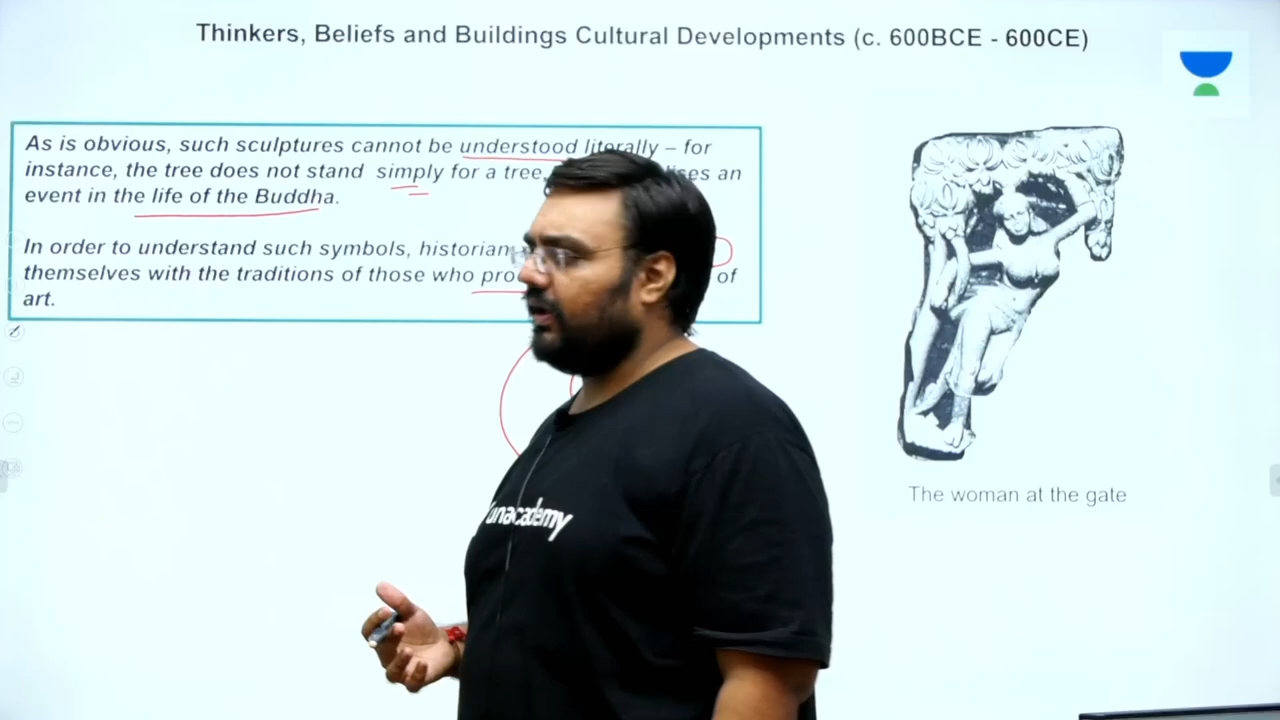 Thinkers, Beliefs and Buildings Cultural Developments (c. 600BCE - 600CE)
As is obvious, such sculptures cannot be understood literally – for
instance, the tree does not stand simply for a tree, an
event in the life of the Buddha.
In order to understand such symbols,
themselves with the traditions of those who of
art.
unacademy
The woman at the gate